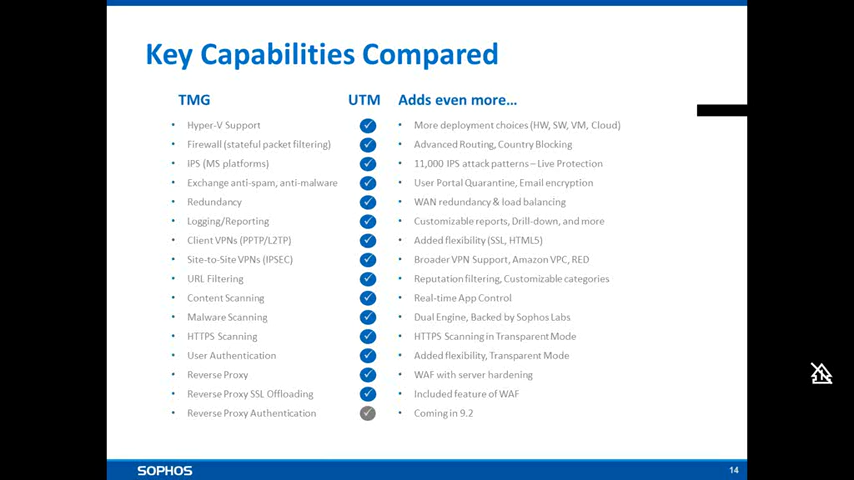 Key Capabilities Compared
TMG UTM Adds even more…
• Hyper-V Support • More deployment choices (HW, SW, VM, Cloud)
• Firewall (stateful packet filtering) • Advanced Routing, Country Blocking
• IPS (MS platforms) • 11,000 IPS attack patterns – Live Protection
• Exchange anti-spam, anti-malware • User Portal Quarantine, Email encryption
• Redundancy • WAN redundancy & load balancing
• Logging/Reporting • Customizable reports, Drill-down, and more
• Client VPNs (PPTP/L2TP) • Added flexibility (SSL, HTML5)
• Site-to-Site VPNs (IPSEC) • Broader VPN Support, Amazon VPC, RED
• URL Filtering • Reputation filtering, Customizable categories
• Content Scanning • Real-time App Control
• Malware Scanning • Dual Engine, Backed by Sophos Labs
• HTTPS Scanning • HTTPS Scanning in Transparent Mode
• User Authentication • Added flexibility, Transparent Mode
• Reverse Proxy • WAF with server hardening
• Reverse Proxy SSL Offloading • Included feature of WAF
• Reverse Proxy Authentication • Coming in 9.2
SOPHOS 14